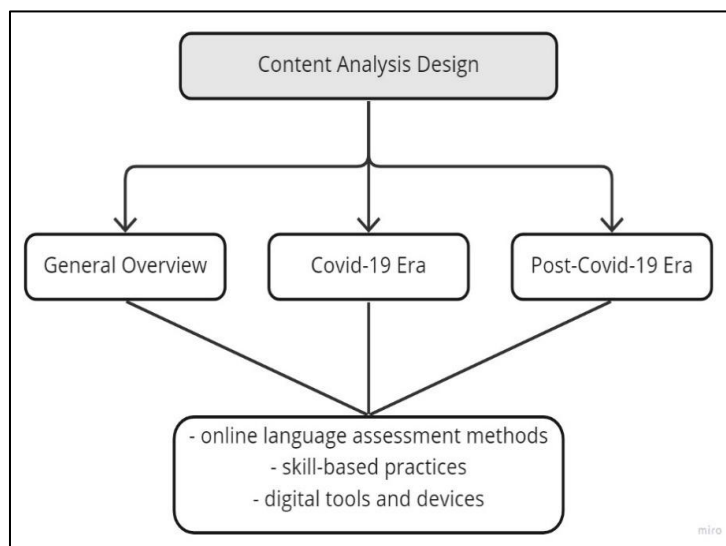 Content Analysis Design
General Overview
Covid-19 Era
Post-Covid-19 Era
- online language assessment methods
- skill-based practices
- digital tools and devices
miro